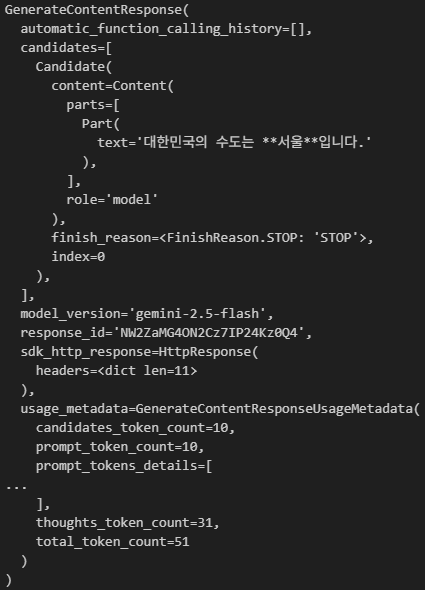 GenerateContentResponse(
  automatic_function_calling_history=[],
  candidates=[
    Candidate(
      content=Content(
        parts=[
          Part(
            text='대한민국의 수도는 **서울**입니다.'
          ),
        ],
        role='model'
      ),
      finish_reason=<FinishReason.STOP: 'STOP'>,
      index=0
    ),
  ],
  model_version='gemini-2.5-flash',
  response_id='NW2ZaMG4ON2Cz7IP24Kz0Q4',
  sdk_http_response=HttpResponse(
    headers=<dict len=11>
  ),
  usage_metadata=GenerateContentResponseUsageMetadata(
    candidates_token_count=10,
    prompt_token_count=10,
    prompt_tokens_details=[
...
    ],
    thoughts_token_count=31,
    total_token_count=51
  )
)